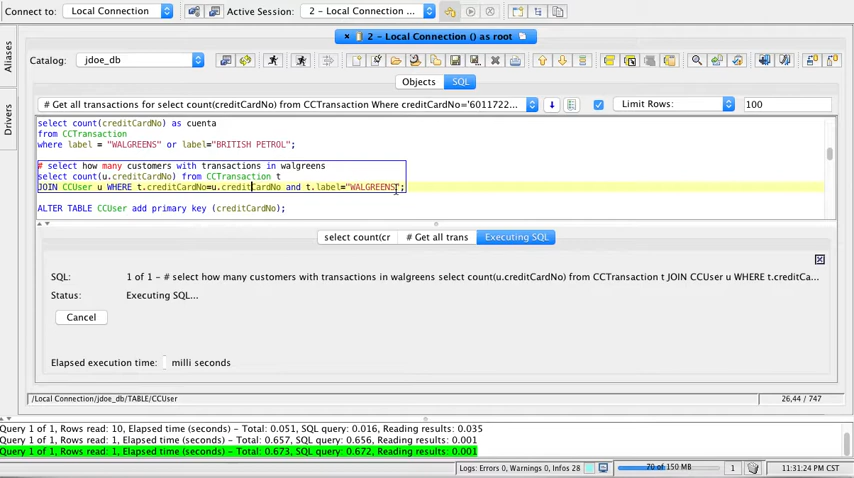 Connect to: Local Connection Active Session: 2 - Local Connection ...
2 - Local Connection () as root
Catalog: jdoe_db
Aliases
Drivers
Objects SQL
# Get all transactions for select count(creditCardNo) from CCTransaction Where creditCardNo='6011722... Limit Rows: 100
select count(creditCardNo) as cuenta
from CCTransaction
where label = "WALGREENS" or label="BRITISH PETROL";
# select how many customers with transactions in walgreens
select count(u.creditCardNo) from CCTransaction t
JOIN CCUser u WHERE t.creditCardNo=u.creditCardNo and t.label="WALGREENS";
ALTER TABLE CCUser add primary key (creditCardNo);
select count(cr # Get all trans Executing SQL
SQL: 1 of 1 - # select how many customers with transactions in walgreens select count(u.creditCardNo) from CCTransaction t JOIN CCUser u WHERE t.creditCa...
Status: Executing SQL...
Cancel
Elapsed execution time: milli seconds
/Local Connection/jdoe_db/TABLE/CCUser 26,44 / 747
Query 1 of 1, Rows read: 10, Elapsed time (seconds) - Total: 0.051, SQL query: 0.016, Reading results: 0.035
Query 1 of 1, Rows read: 1, Elapsed time (seconds) - Total: 0.657, SQL query: 0.656, Reading results: 0.001
Query 1 of 1, Rows read: 1, Elapsed time (seconds) - Total: 0.673, SQL query: 0.672, Reading results: 0.001
Logs: Errors 0, Warnings 0, Infos 28 70 of 150 MB 1 11:31:24 PM CST